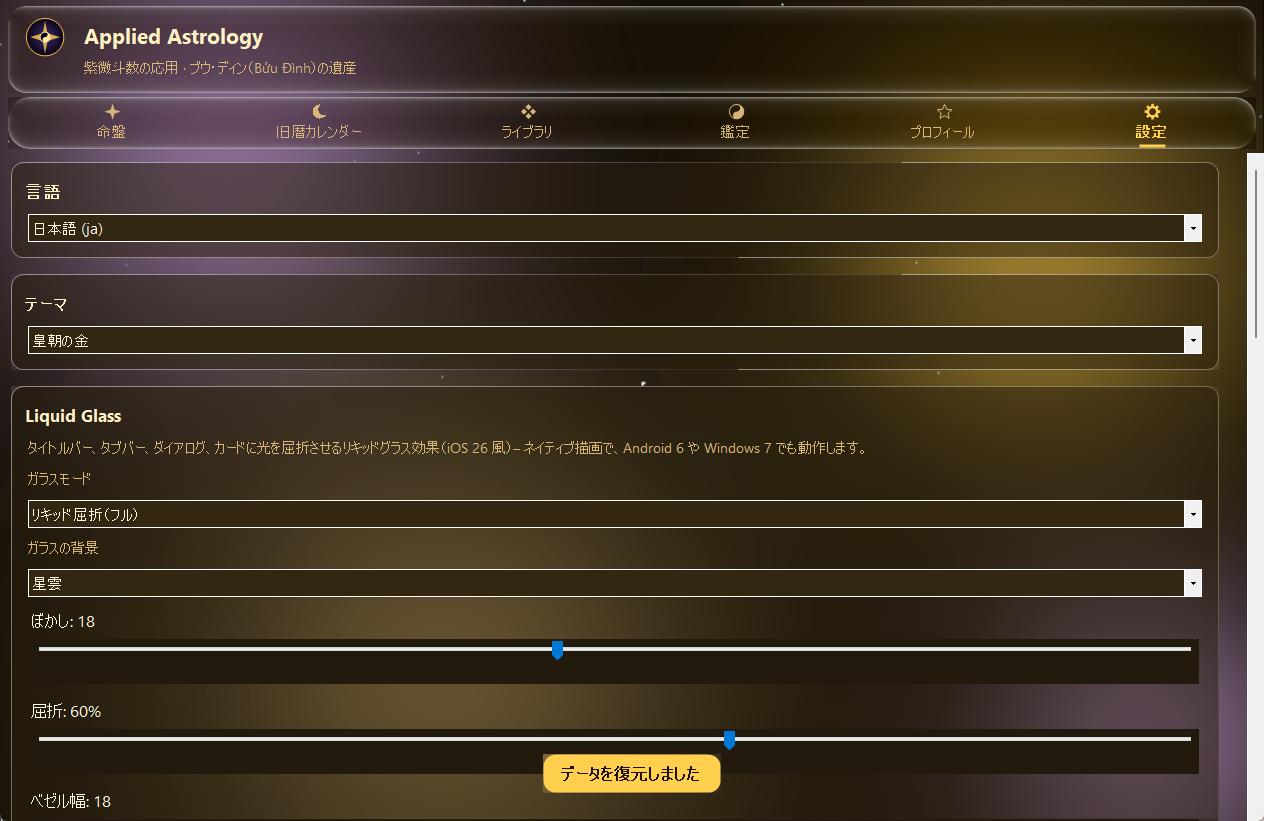 Applied Astrology
紫微斗数の応用 · ブウ・ディン(Bửu Đình)の遺産
命盤
旧暦カレンダー
ライブラリ
鑑定
プロフィール
設定
言語
日本語 (ja)
テーマ
皇朝の金
Liquid Glass
タイトルバー、タブバー、ダイアログ、カードに光を屈折させるリキッドグラス効果(iOS 26 風) – ネイティブ描画で、Android 6 や Windows 7 でも動作します。
ガラスモード
リキッド屈折(フル)
ガラスの背景
星雲
ぼかし: 18
屈折: 60%
データを復元しました
ベゼル幅: 18